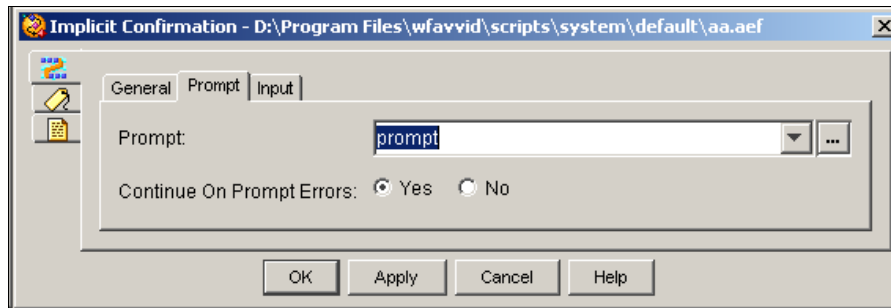 Implicit Confirmation - D:\Program Files\wfavvid\scripts\system\default\aa.aef
General Prompt Input
Prompt: prompt ...
Continue On Prompt Errors: Yes No
OK Apply Cancel Help